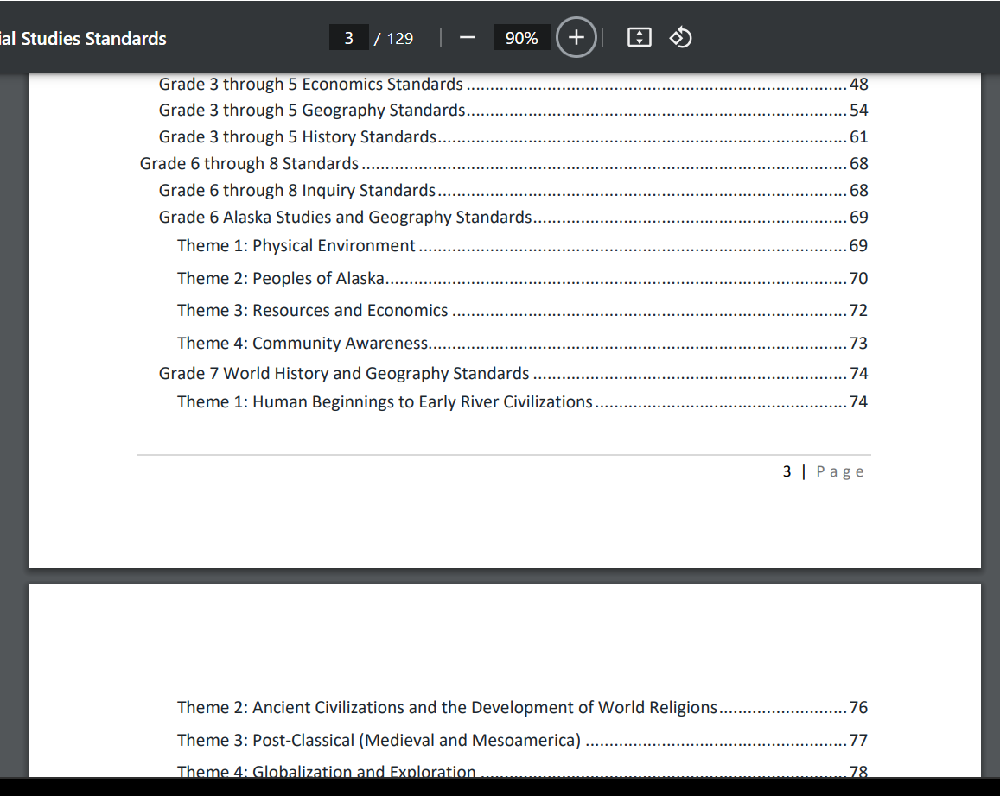 ial Studies Standards
3 / 129
90%
Grade 3 through 5 Economics Standards ........ 48
Grade 3 through 5 Geography Standards ........ 54
Grade 3 through 5 History Standards ........ 61
Grade 6 through 8 Standards ........ 68
Grade 6 through 8 Inquiry Standards ........ 68
Grade 6 Alaska Studies and Geography Standards ........ 69
Theme 1: Physical Environment ........ 69
Theme 2: Peoples of Alaska ........ 70
Theme 3: Resources and Economics ........ 72
Theme 4: Community Awareness ........ 73
Grade 7 World History and Geography Standards ........ 74
Theme 1: Human Beginnings to Early River Civilizations ........ 74
3 | Page
Theme 2: Ancient Civilizations and the Development of World Religions ........ 76
Theme 3: Post-Classical (Medieval and Mesoamerica) ........ 77
Theme 4: Globalization and Exploration ........ 78